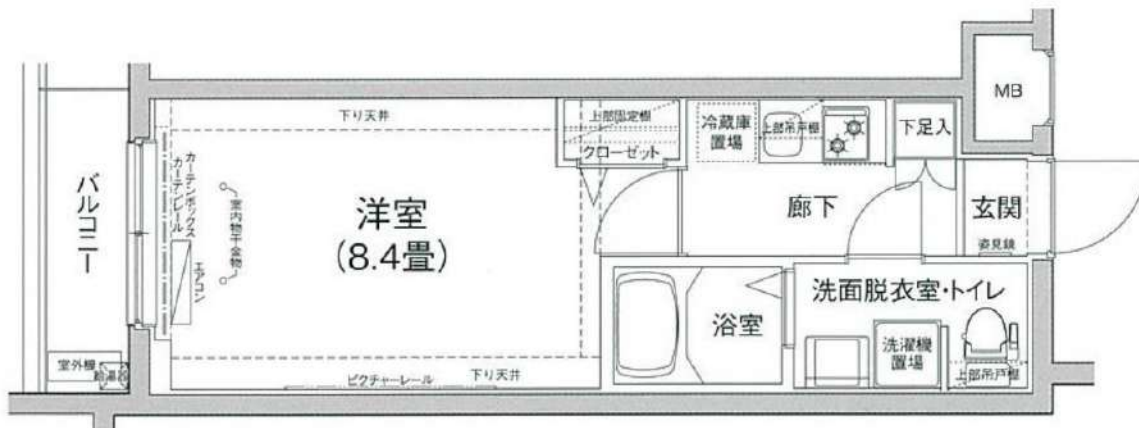 MB
下り天井
上部固定棚
クローゼット
冷蔵庫
置場
上部吊戸棚
下足入
バルコニー
カーテンボックス
カーテンレール
室内物干金物
エアコン
洋室
(8.4畳)
廊下
玄関
姿見鏡
浴室
洗面脱衣室・トイレ
洗濯機
置場
上部吊戸棚
室外機
給湯器
ピクチャーレール
下り天井